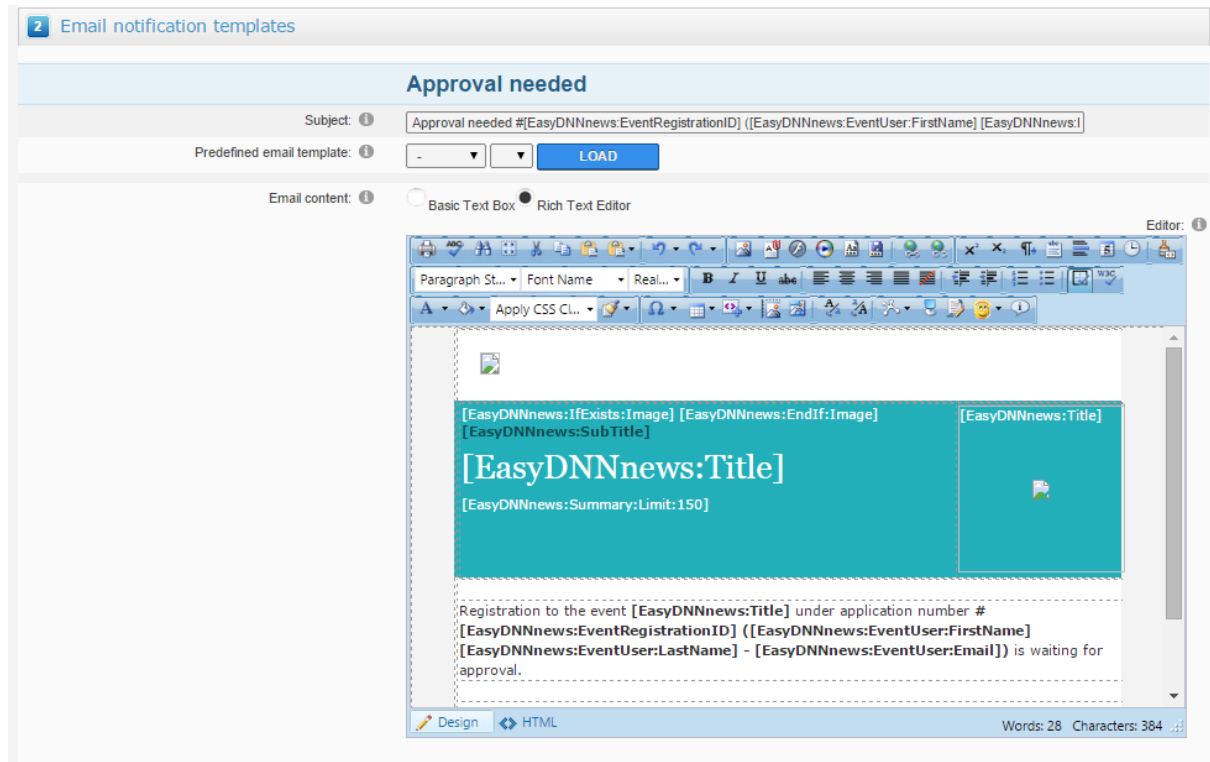 2 Email notification templates
Approval needed
Subject:
Approval needed #[EasyDNNnews:EventRegistrationID] ([EasyDNNnews:EventUser:FirstName] [EasyDNNnews:
Predefined email template:
- LOAD
Email content:
Basic Text Box Rich Text Editor
Editor:
Paragraph St... Font Name Real... B I U abc W3C
A Apply CSS Cl... Ω
[EasyDNNnews:IfExists:Image] [EasyDNNnews:EndIf:Image]
[EasyDNNnews:Title]
[EasyDNNnews:SubTitle]
[EasyDNNnews:Title]
[EasyDNNnews:Summary:Limit:150]
Registration to the event [EasyDNNnews:Title] under application number #
[EasyDNNnews:EventRegistrationID] ([EasyDNNnews:EventUser:FirstName]
[EasyDNNnews:EventUser:LastName] - [EasyDNNnews:EventUser:Email]) is waiting for
approval.
Design HTML
Words: 28 Characters: 384